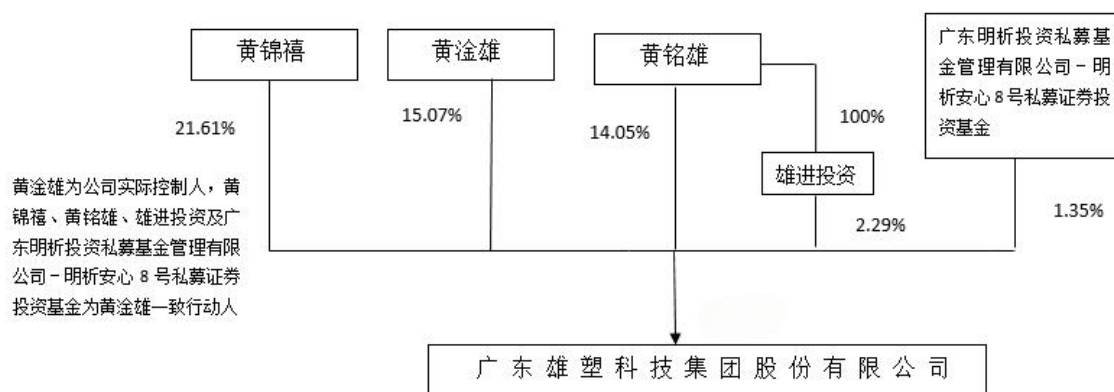 黄锦禧
黄淦雄
黄铭雄
广东明析投资私募基
金管理有限公司－明
析安心 8 号私募证券投
资基金
21.61%
15.07%
14.05%
100%
雄进投资
2.29%
1.35%
黄淦雄为公司实际控制人，黄
锦禧、黄铭雄、雄进投资及广
东明析投资私募基金管理有限
公司－明析安心 8 号私募证券
投资基金为黄淦雄一致行动人
广东雄塑科技集团股份有限公司